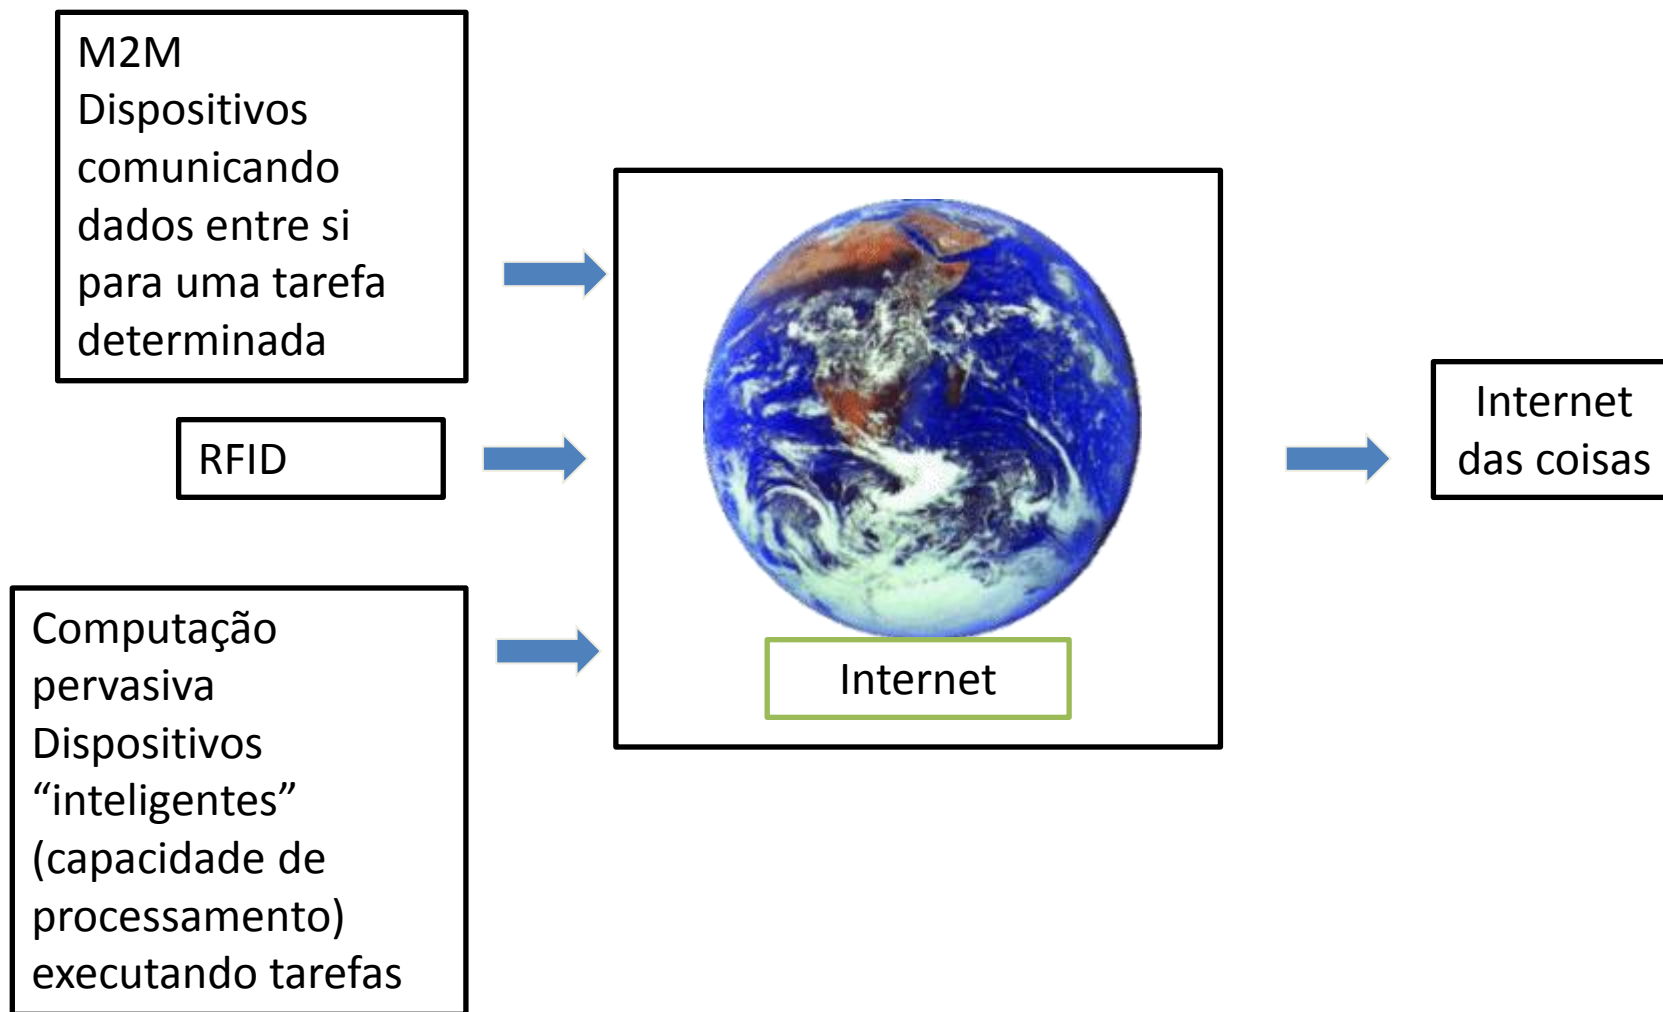 M2M
Dispositivos
comunicando
dados entre si
para uma tarefa
determinada
RFID
Computação
pervasiva
Dispositivos
“inteligentes”
(capacidade de
processamento)
executando tarefas
Internet
Internet
das coisas